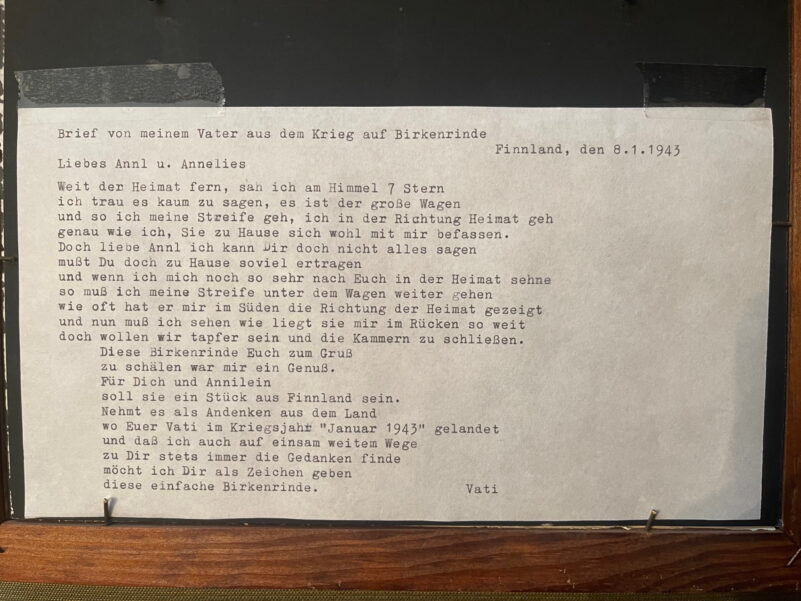 Brief von meinem Vater aus dem Krieg auf Birkenrinde
Finnland, den 8.1.1943
Liebes Annl u. Annelies
Weit der Heimat fern, sah ich am Himmel 7 Stern
ich trau es kaum zu sagen, es ist der große Wagen
und so ich meine Streife geh, ich in der Richtung Heimat geh
genau wie ich, Sie zu Hause sich wohl mit mir befassen.
Doch liebe Annl ich kann Dir doch nicht alles sagen
mußt Du doch zu Hause soviel ertragen
und wenn ich mich noch so sehr nach Euch in der Heimat sehne
so muß ich meine Streife unter dem Wagen weiter gehen
wie oft hat er mir im Süden die Richtung der Heimat gezeigt
und nun muß ich sehen wie liegt sie mir im Rücken so weit
doch wollen wir tapfer sein und die Kammern zu schließen.
Diese Birkenrinde Euch zum Gruß
zu schälen war mir ein Genuß.
Für Dich und Annilein
soll sie ein Stück aus Finnland sein.
Nehmt es als Andenken aus dem Land
wo Euer Vati im Kriegsjahr "Januar 1943" gelandet
und daß ich auch auf einsam weitem Wege
zu Dir stets immer die Gedanken finde
möcht ich Dir als Zeichen geben
diese einfache Birkenrinde. Vati